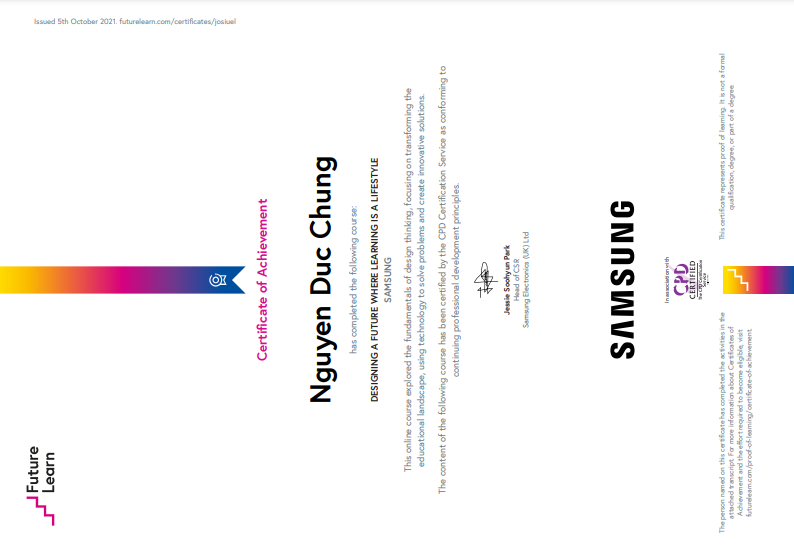 Issued 5th October 2021. futurelearn.com/certificates/josiuel
Future
Learn
Certificate of Achievement
Nguyen Duc Chung
has completed the following course:
DESIGNING A FUTURE WHERE LEARNING IS A LIFESTYLE
SAMSUNG
This online course explored the fundamentals of design thinking, focusing on transforming the
educational landscape, using technology to solve problems and create innovative solutions.
The content of the following course has been certified by the CPD Certification Service as conforming to
continuing professional development principles.
Jessie Soohyun Park
Head of CSR
Samsung Electronics (UK) Ltd
SAMSUNG
In association with
CPD
CERTIFIED
The CPD Certification
Service
The person named on this certificate has completed the activities in the
attached transcript. For more information about Certificates of
Achievement and the effort required to become eligible, visit
futurelearn.com/proof-of-learning/certificate-of-achievement.
This certificate represents proof of learning. It is not a formal
qualification, degree, or part of a degree.